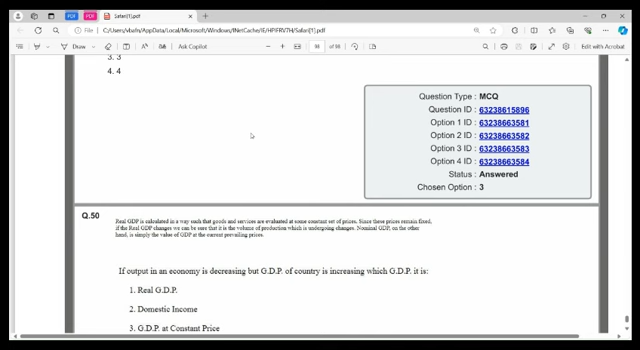 Safari[1].pdf
File
C:/Users/
/AppData/Local/Microsoft/Windows/INetCache/IE/HPIFRVTH/Safari[1].pdf
Draw
Ask Copilot
of 98
Edit with Acrobat
3. 3
4. 4
Question Type : MCQ
Question ID : 63238615896
Option 1 ID : 63238663581
Option 2 ID : 63238663582
Option 3 ID : 63238663583
Option 4 ID : 63238663584
Status : Answered
Chosen Option : 3
Q.50
Real GDP is calculated in a way such that goods and services are evaluated at some constant set of prices. Since these prices remain fixed,
if the Real GDP changes we can be sure that it is the volume of production which is undergoing changes. Nominal GDP, on the other
hand, is simply the value of GDP at the current prevailing prices.
If output in an economy is decreasing but G.D.P. of country is increasing which G.D.P. it is:
1. Real G.D.P.
2. Domestic Income
3. G.D.P. at Constant Price